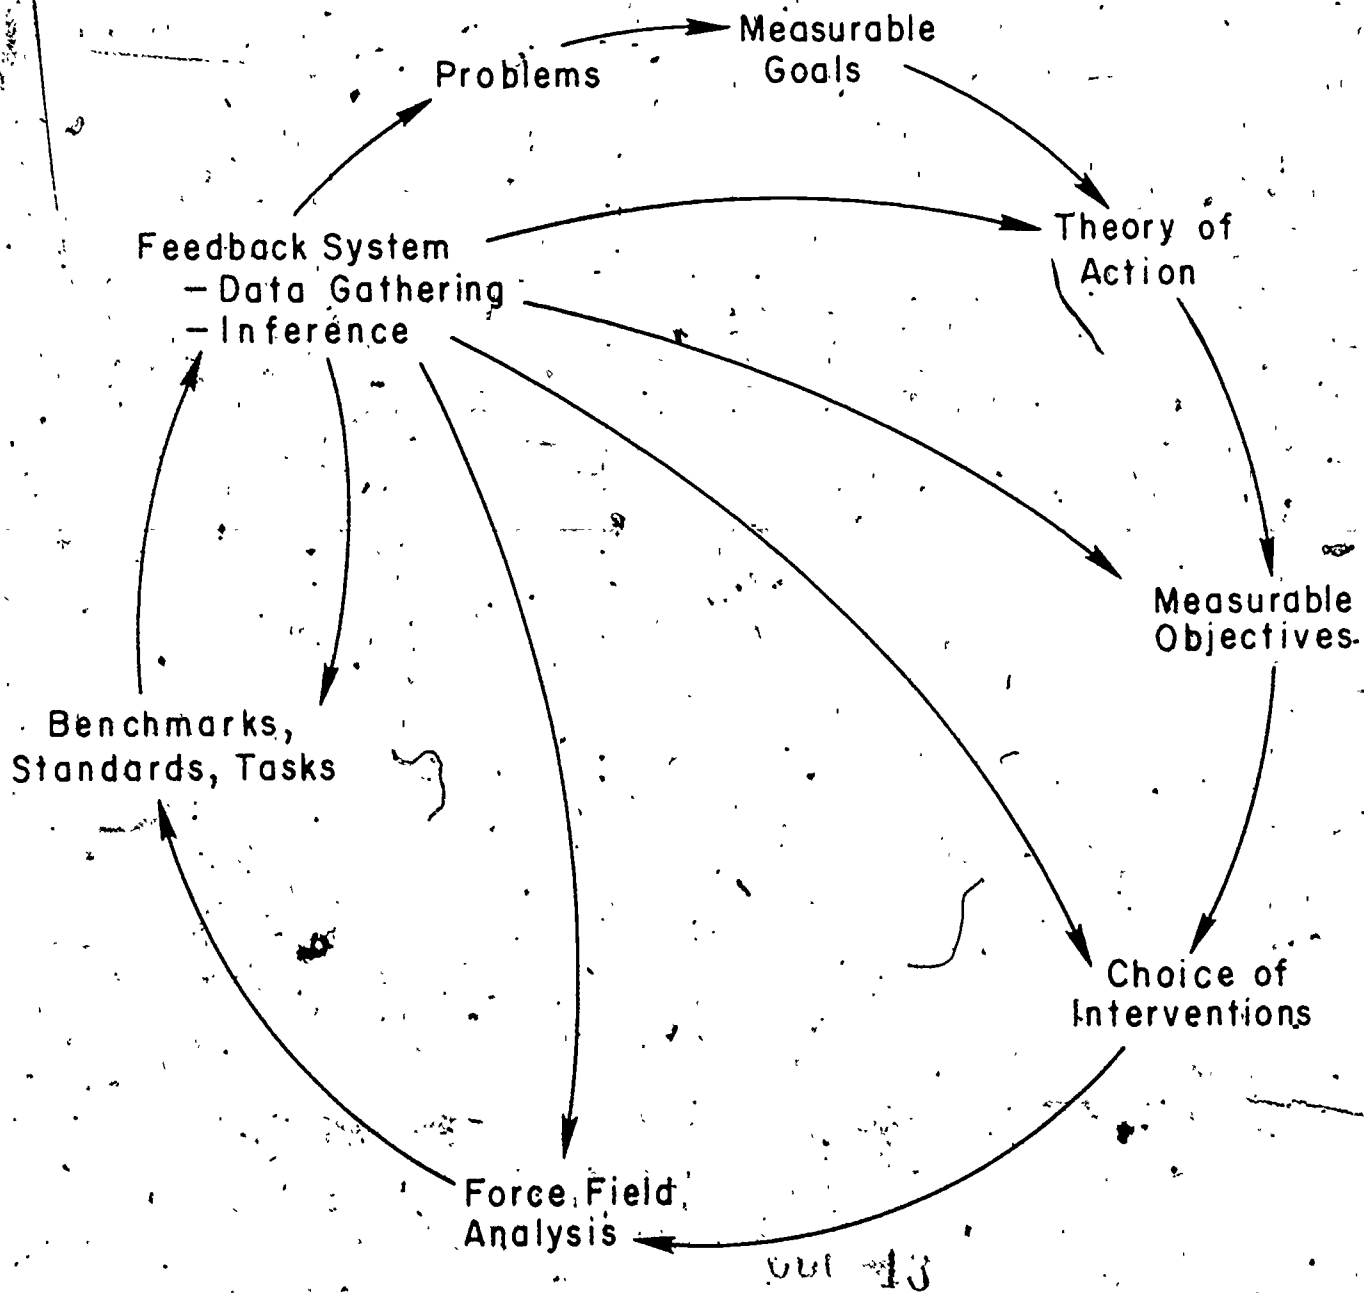 Measurable
Goals
Problems
Theory of
Action
Feedback System
– Data Gathering
– Inference
Measurable
Objectives
Benchmarks,
Standards, Tasks
Choice of
Interventions
Force Field
Analysis
13